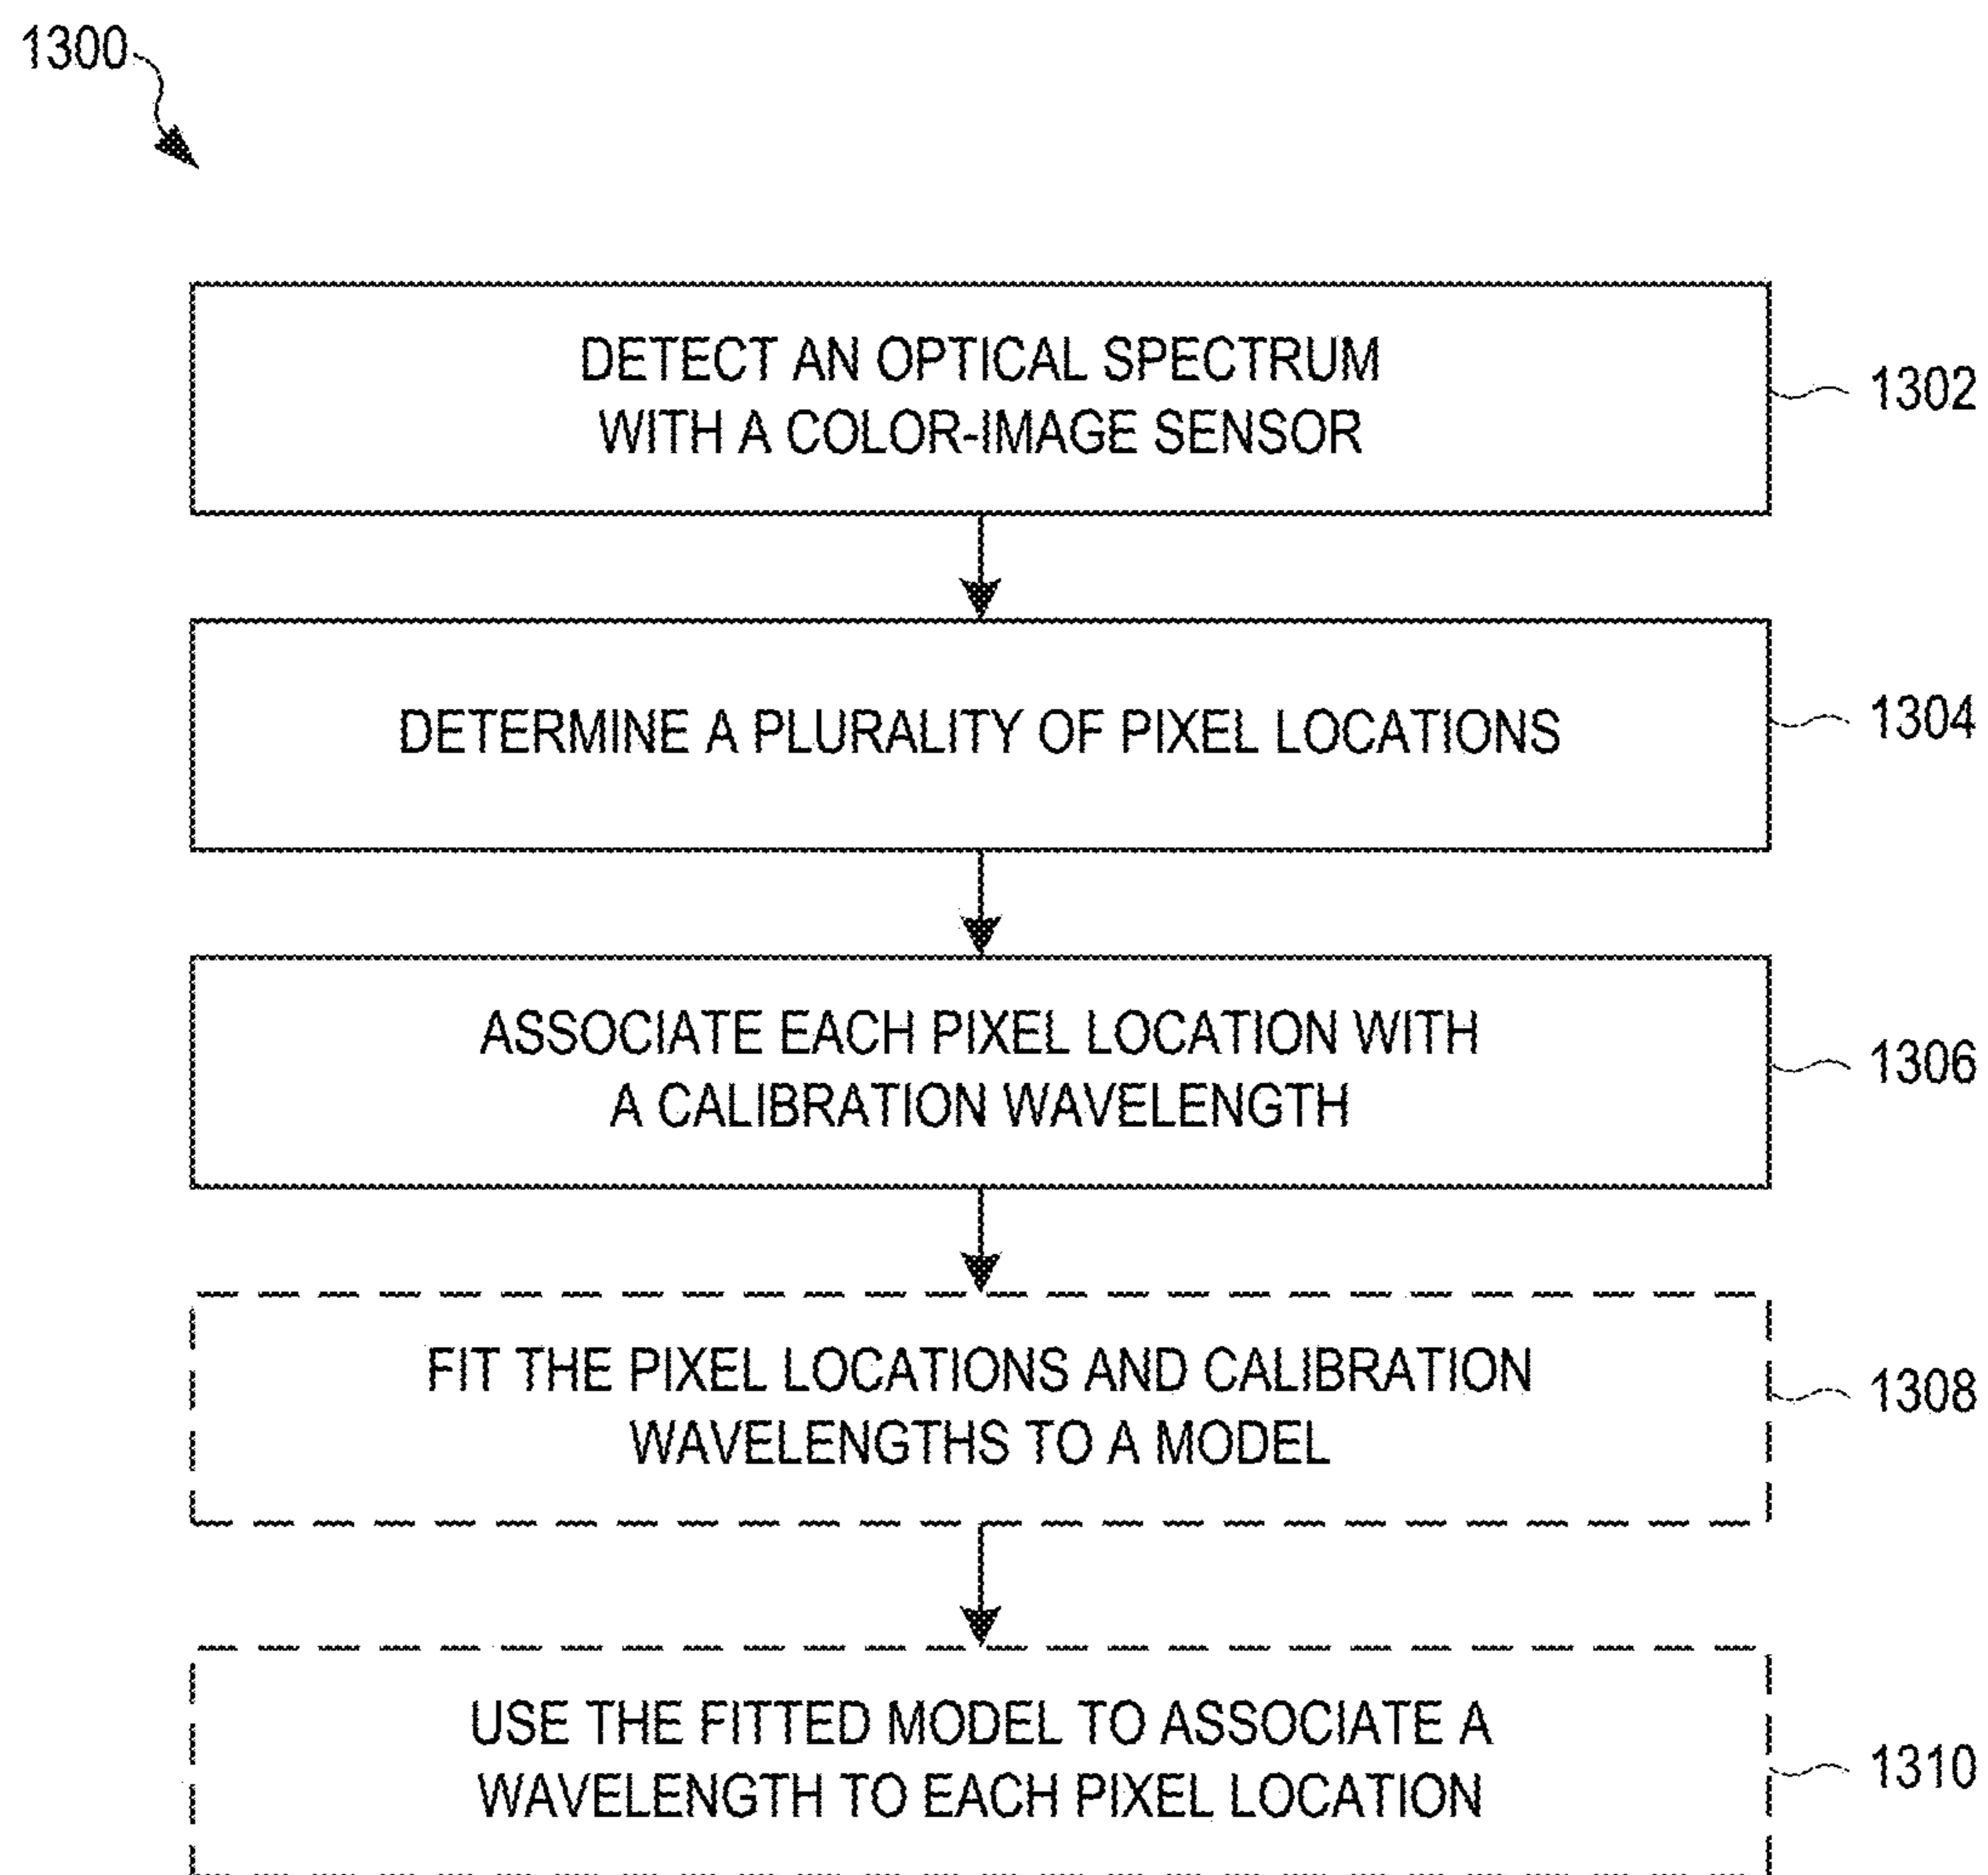 1300
DETECT AN OPTICAL SPECTRUM
WITH A COLOR-IMAGE SENSOR
1302
DETERMINE A PLURALITY OF PIXEL LOCATIONS
1304
ASSOCIATE EACH PIXEL LOCATION WITH
A CALIBRATION WAVELENGTH
1306
FIT THE PIXEL LOCATIONS AND CALIBRATION
WAVELENGTHS TO A MODEL
1308
USE THE FITTED MODEL TO ASSOCIATE A
WAVELENGTH TO EACH PIXEL LOCATION
1310